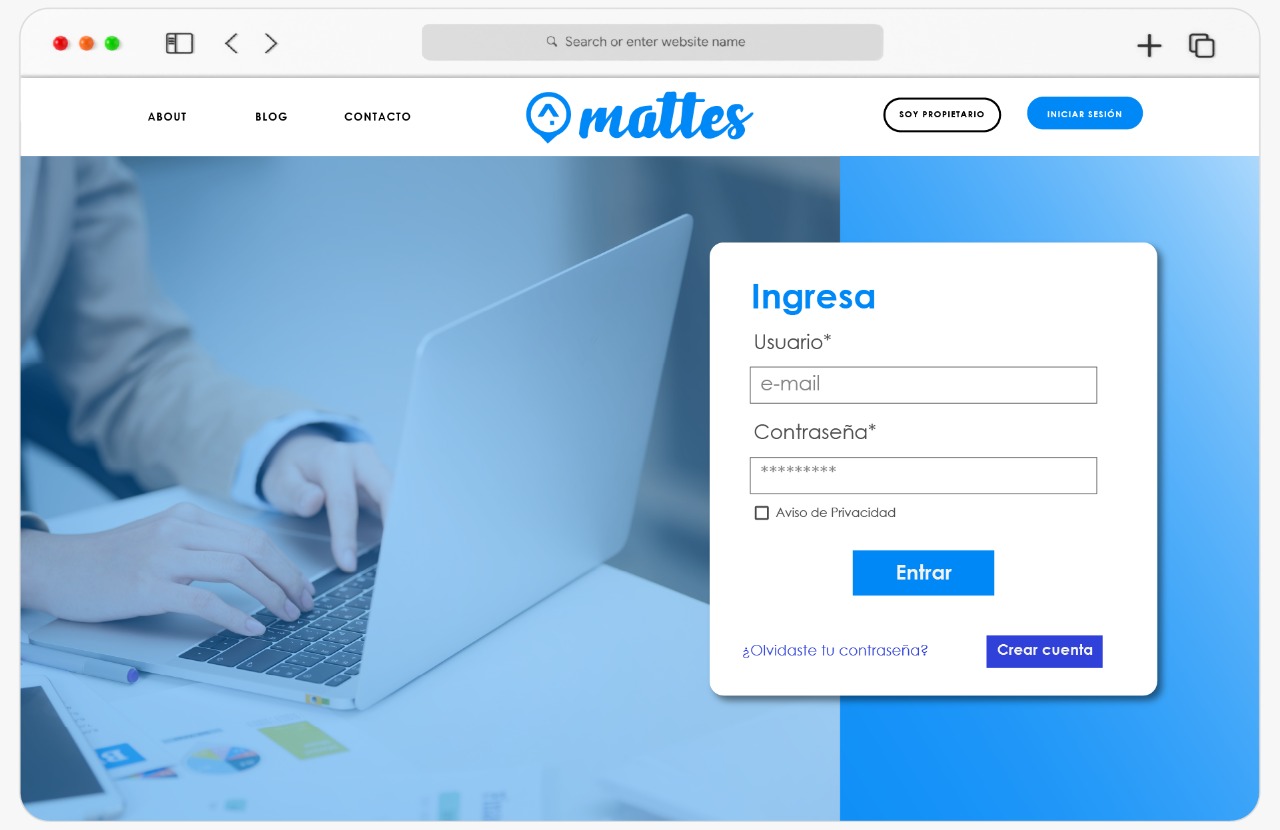 Search or enter website name
ABOUT
BLOG
CONTACTO
mattes
SOY PROPIETARIO
INICIAR SESIÓN
Ingresa
Usuario*
e-mail
Contraseña*
*********
Aviso de Privacidad
Entrar
¿Olvidaste tu contraseña?
Crear cuenta